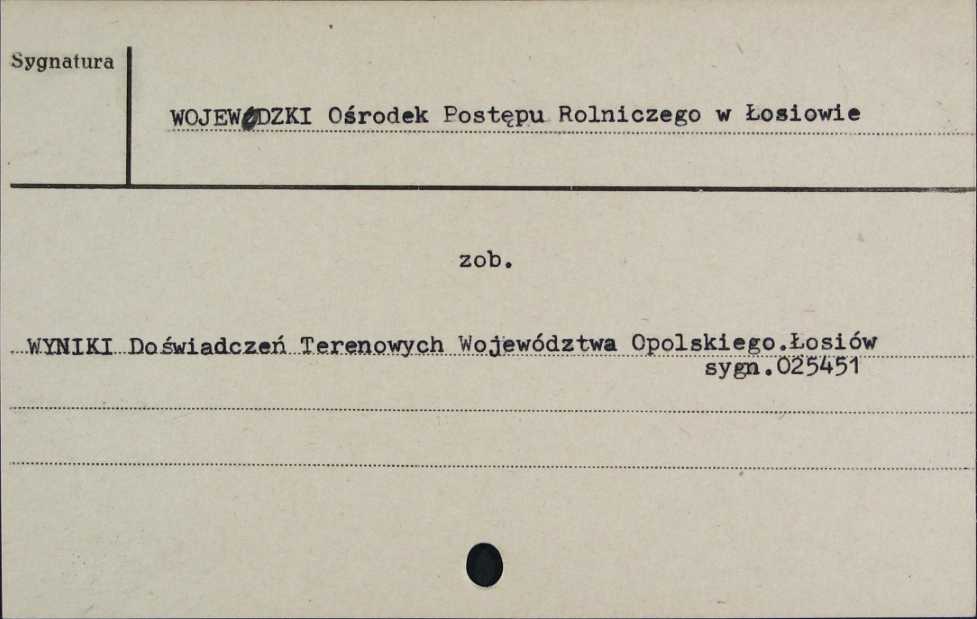 Sygnatura
WOJEWÓDZKI Ośrodek Postępu Rolniczego w Łosiowie
zob.
WYNIKI Doświadczeń Terenowych Województwa Opolskiego.Łosiów
sygn.025451